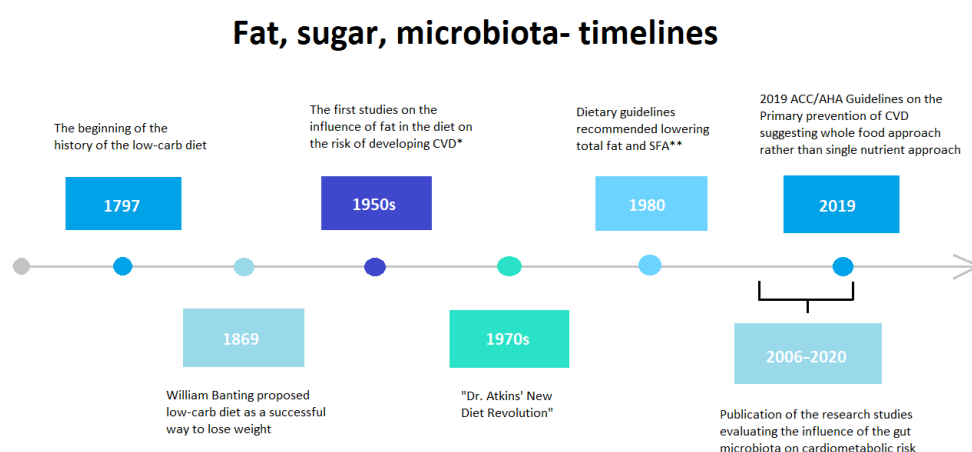 Fat, sugar, microbiota- timelines
The beginning of the
history of the low-carb diet
1797
The first studies on the
influence of fat in the diet on
the risk of developing CVD*
1950s
Dietary guidelines
recommended lowering
total fat and SFA**
1980
2019 ACC/AHA Guidelines on the
Primary prevention of CVD
suggesting whole food approach
rather than single nutrient approach
2019
1869
William Banting proposed
low-carb diet as a successful
way to lose weight
1970s
"Dr. Atkins' New
Diet Revolution"
2006–2020
Publication of the research studies
evaluating the influence of the gut
microbiota on cardiometabolic risk